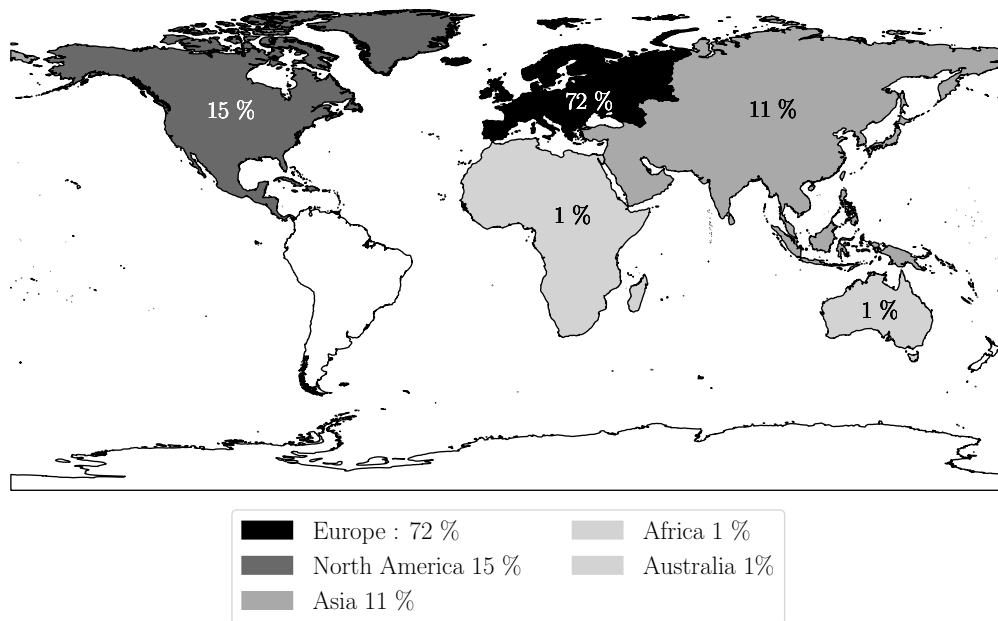 15 %
72 %
11 %
1 %
1 %
Europe : 72 %
North America 15 %
Asia 11 %
Africa 1 %
Australia 1%